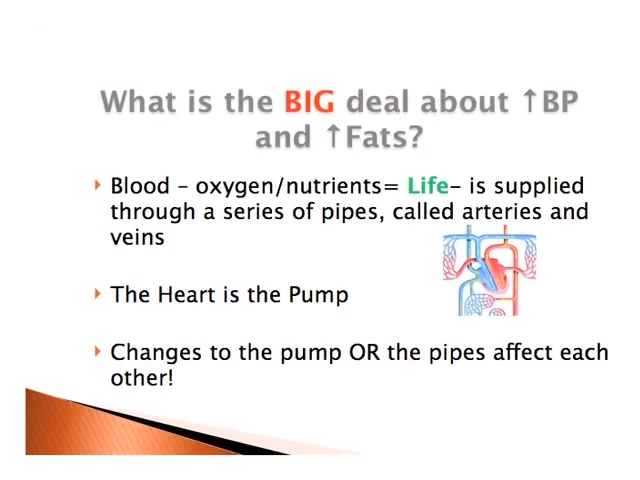 What is the BIG deal about ↑BP
and ↑Fats?
Blood – oxygen/nutrients= Life– is supplied
through a series of pipes, called arteries and
veins
The Heart is the Pump
Changes to the pump OR the pipes affect each
other!